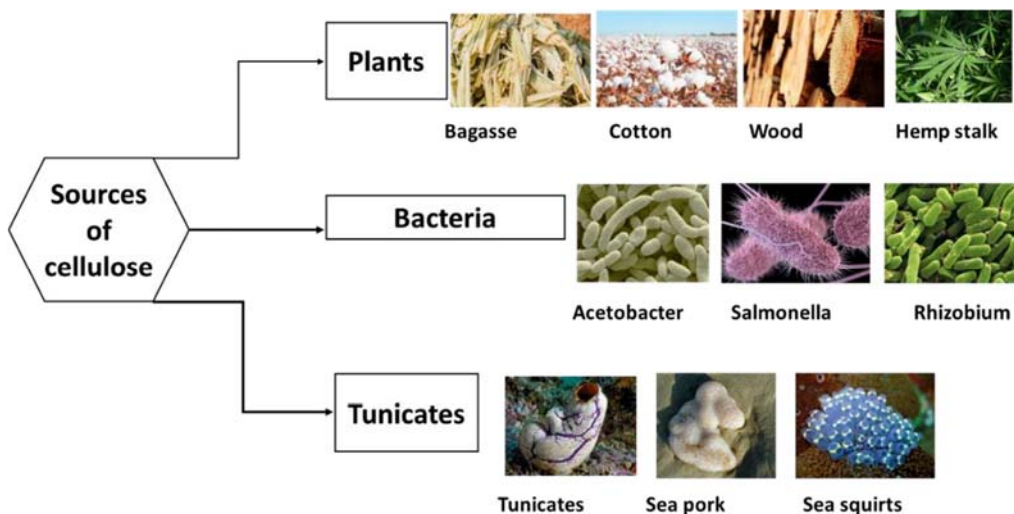 Plants
Bagasse Cotton Wood Hemp stalk
Sources
of
cellulose
Bacteria
Acetobacter Salmonella Rhizobium
Tunicates
Tunicates Sea pork Sea squirts